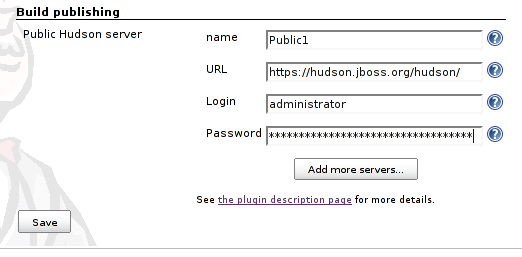 Build publishing
Public Hudson server
name
Public1
URL
https://hudson.jboss.org/hudson/
Login
administrator
Password
***********************************
Add more servers...
See the plugin description page for more details.
Save